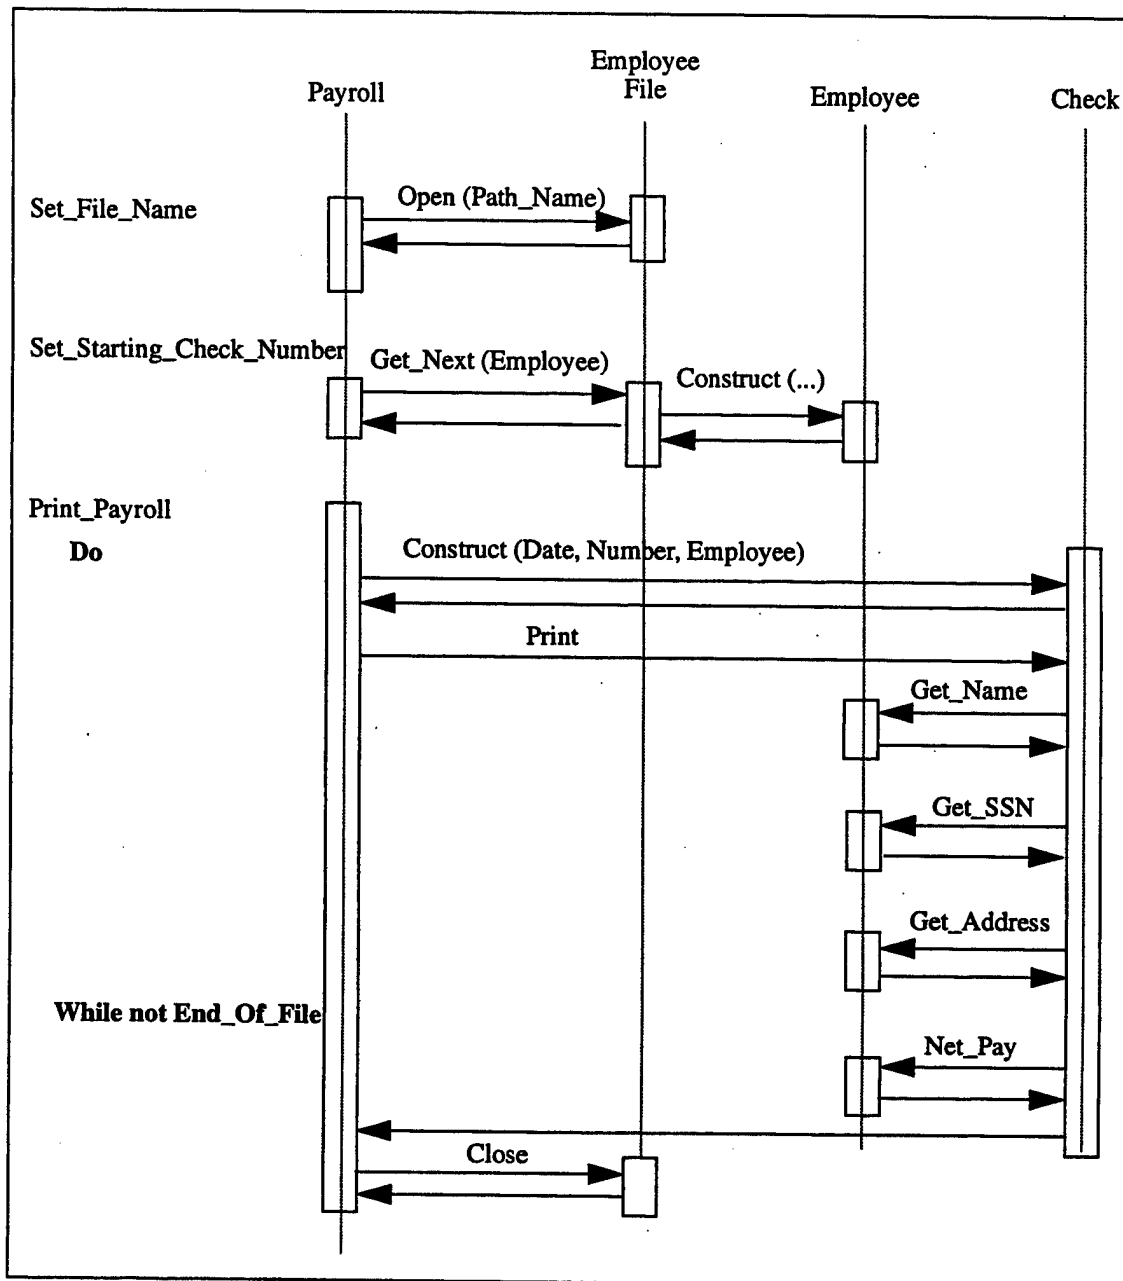 Payroll
Employee
File
Employee
Check
Set_File_Name
Open (Path_Name)
Set_Starting_Check_Number
Get_Next (Employee)
Construct (...)
Print_Payroll
Do
Construct (Date, Number, Employee)
Print
Get_Name
Get_SSN
Get_Address
While not End_Of_File
Net_Pay
Close